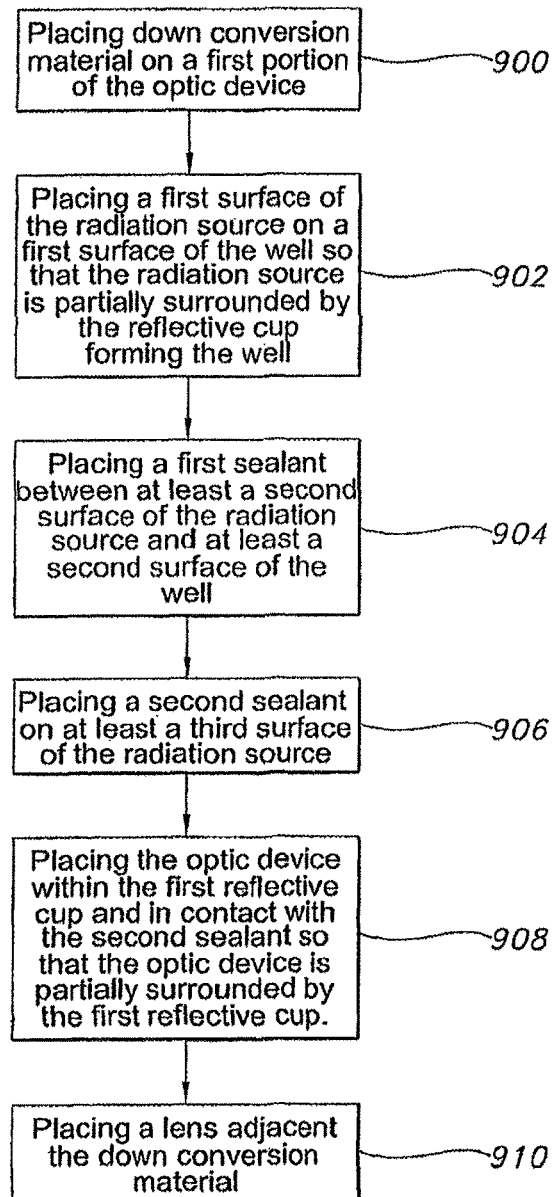 Placing down conversion
material on a first portion
of the optic device
900
Placing a first surface of
the radiation source on a
first surface of the well so
that the radiation source
is partially surrounded by
the reflective cup
forming the well
902
Placing a first sealant
between at least a second
surface of the radiation
source and at least a
second surface of the
well
904
Placing a second sealant
on at least a third surface
of the radiation source
906
Placing the optic device
within the first reflective
cup and in contact with
the second sealant so
that the optic device is
partially surrounded by
the first reflective cup.
908
Placing a lens adjacent
the down conversion
material
910